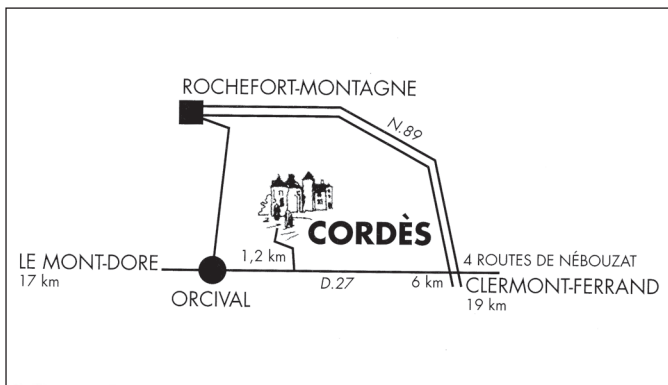 ROCHEFORT-MONTAGNE
N.89
CORDÈS
LE MONT-DORE
17 km
1,2 km
4 ROUTES DE NÉBOUZAT
ORCIVAL
D.27
6 km
CLERMONT-FERRAND
19 km